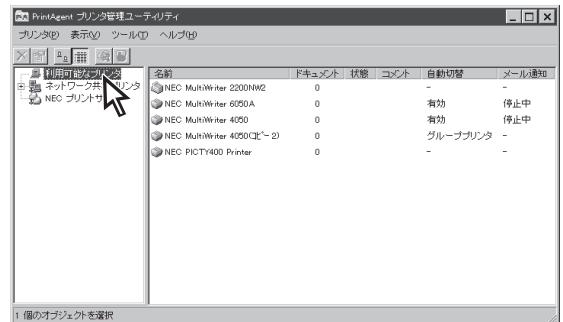 PrintAgent プリンタ管理ユーティリティ
プリンタ(P) 表示(V) ツール(T) ヘルプ(H)
利用可能なプリンタ
ネットワーク共 プリンタ
NEC プリントサ
名前 ドキュメント 状態 コメント 自動切替 メール通知
NEC MultiWriter 2200NW2 0 - -
NEC MultiWriter 6050A 0 有効 停止中
NEC MultiWriter 4050 0 有効 停止中
NEC MultiWriter 4050(コピー 2) 0 グループプリンタ -
NEC PICTY400 Printer 0 - -
1 個のオブジェクトを選択